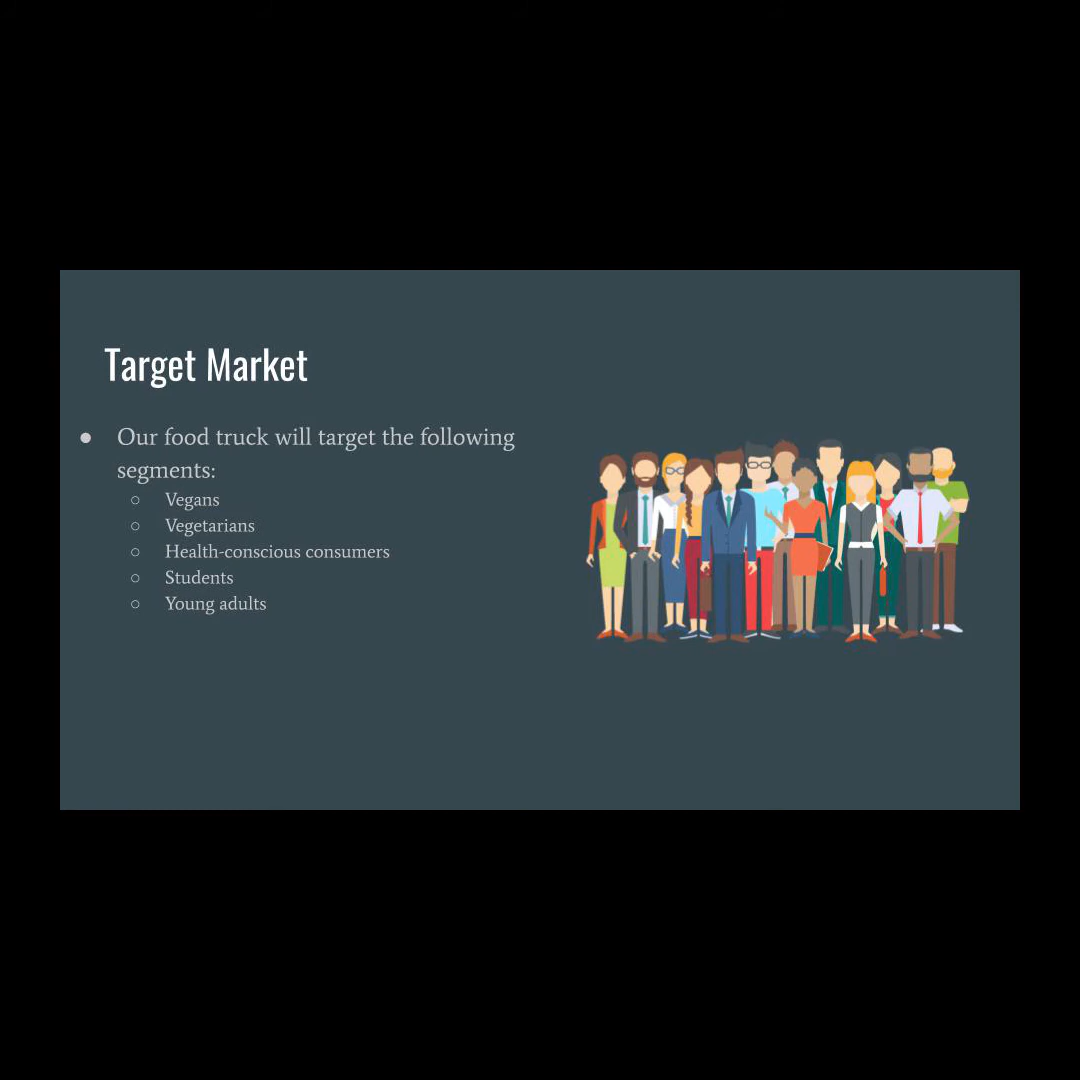 Target Market
● Our food truck will target the following
segments:
○ Vegans
○ Vegetarians
○ Health-conscious consumers
○ Students
○ Young adults